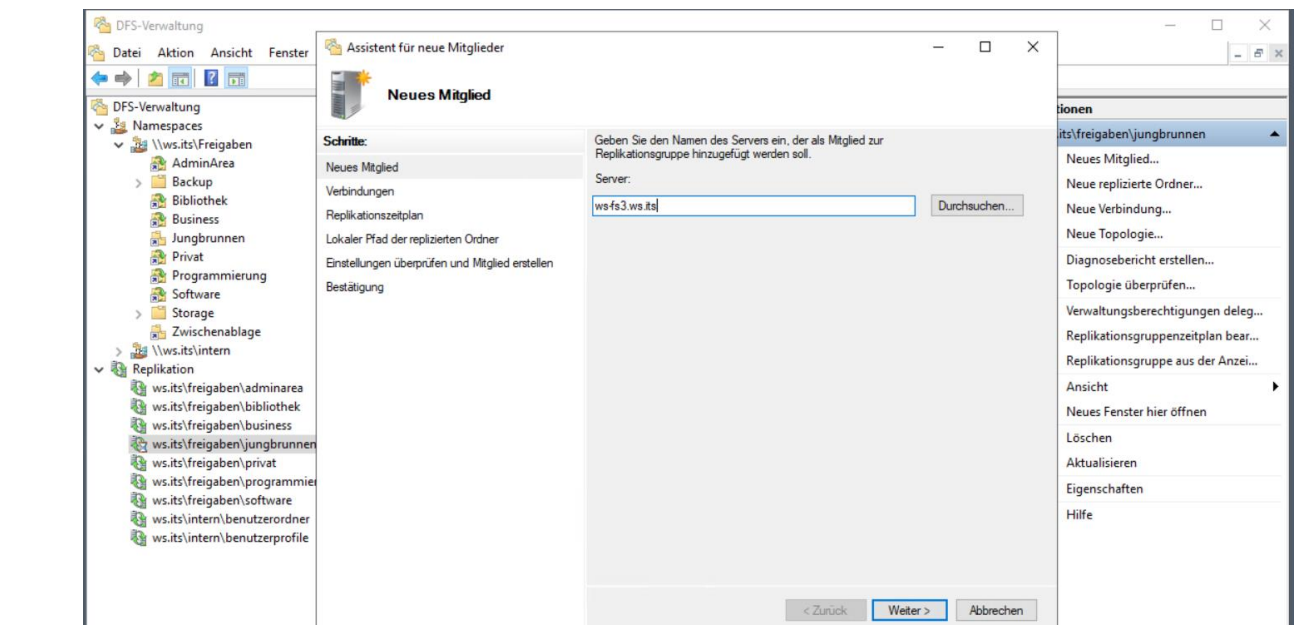 DFS-Verwaltung
Datei Aktion Ansicht Fenster
DFS-Verwaltung
Namespaces
\\ws.its\Freigaben
AdminArea
Backup
Bibliothek
Business
Jungbrunnen
Privat
Programmierung
Software
Storage
Zwischenablage
\\ws.its\intern
Replikation
ws.its\freigaben\adminarea
ws.its\freigaben\bibliothek
ws.its\freigaben\business
ws.its\freigaben\jungbrunnen
ws.its\freigaben\privat
ws.its\freigaben\programmier
ws.its\freigaben\software
ws.its\intern\benutzerordner
ws.its\intern\benutzerprofile
Assistent für neue Mitglieder
Neues Mitglied
Schritte:
Neues Mitglied
Verbindungen
Replikationszeitplan
Lokaler Pfad der replizierten Ordner
Einstellungen überprüfen und Mitglied erstellen
Bestätigung
Geben Sie den Namen des Servers ein, der als Mitglied zur
Replikationsgruppe hinzugefügt werden soll.
Server:
ws-fs3.ws.its
Durchsuchen...
< Zurück
Weiter >
Abbrechen
tionen
.its\freigaben\jungbrunnen
Neues Mitglied...
Neue replizierte Ordner...
Neue Verbindung...
Neue Topologie...
Diagnosebericht erstellen...
Topologie überprüfen...
Verwaltungsberechtigungen deleg...
Replikationsgruppenzeitplan bear...
Replikationsgruppe aus der Anzei...
Ansicht
Neues Fenster hier öffnen
Löschen
Aktualisieren
Eigenschaften
Hilfe